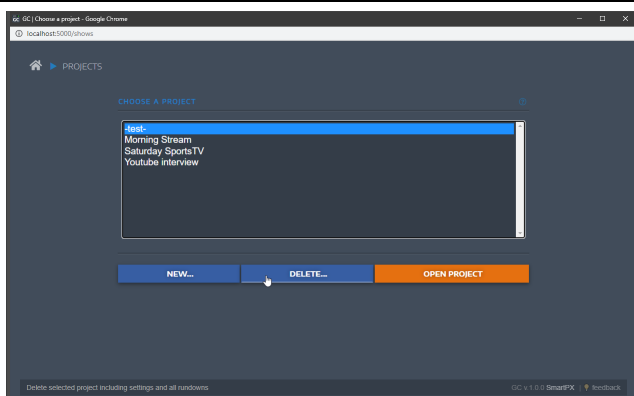 GC | Choose a project - Google Chrome
localhost:5000/shows
PROJECTS
CHOOSE A PROJECT
-test-
Morning Stream
Saturday SportsTV
Youtube interview
NEW... DELETE... OPEN PROJECT
Delete selected project including settings and all rundowns GC v.1.0.0 SmartPX | feedback